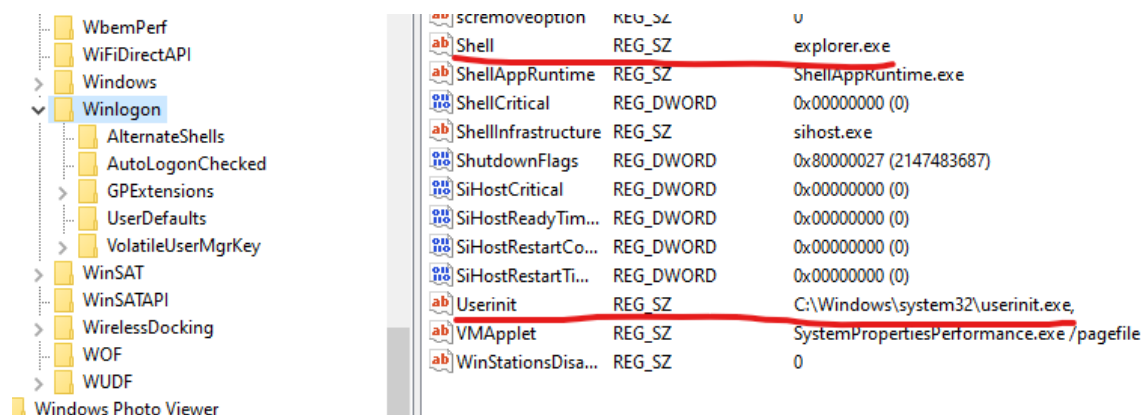 WbemPerf
WiFiDirectAPI
Windows
Winlogon
AlternateShells
AutoLogonChecked
GPExtensions
UserDefaults
VolatileUserMgrKey
WinSAT
WinSATAPI
WirelessDocking
WOF
WUDF
Windows Photo Viewer
scremoveoption REG_SZ 0
Shell REG_SZ explorer.exe
ShellAppRuntime REG_SZ ShellAppRuntime.exe
ShellCritical REG_DWORD 0x00000000 (0)
ShellInfrastructure REG_SZ sihost.exe
ShutdownFlags REG_DWORD 0x80000027 (2147483687)
SiHostCritical REG_DWORD 0x00000000 (0)
SiHostReadyTim... REG_DWORD 0x00000000 (0)
SiHostRestartCo... REG_DWORD 0x00000000 (0)
SiHostRestartTi... REG_DWORD 0x00000000 (0)
Userinit REG_SZ C:\Windows\system32\userinit.exe,
VMApplet REG_SZ SystemPropertiesPerformance.exe /pagefile
WinStationsDisa... REG_SZ 0